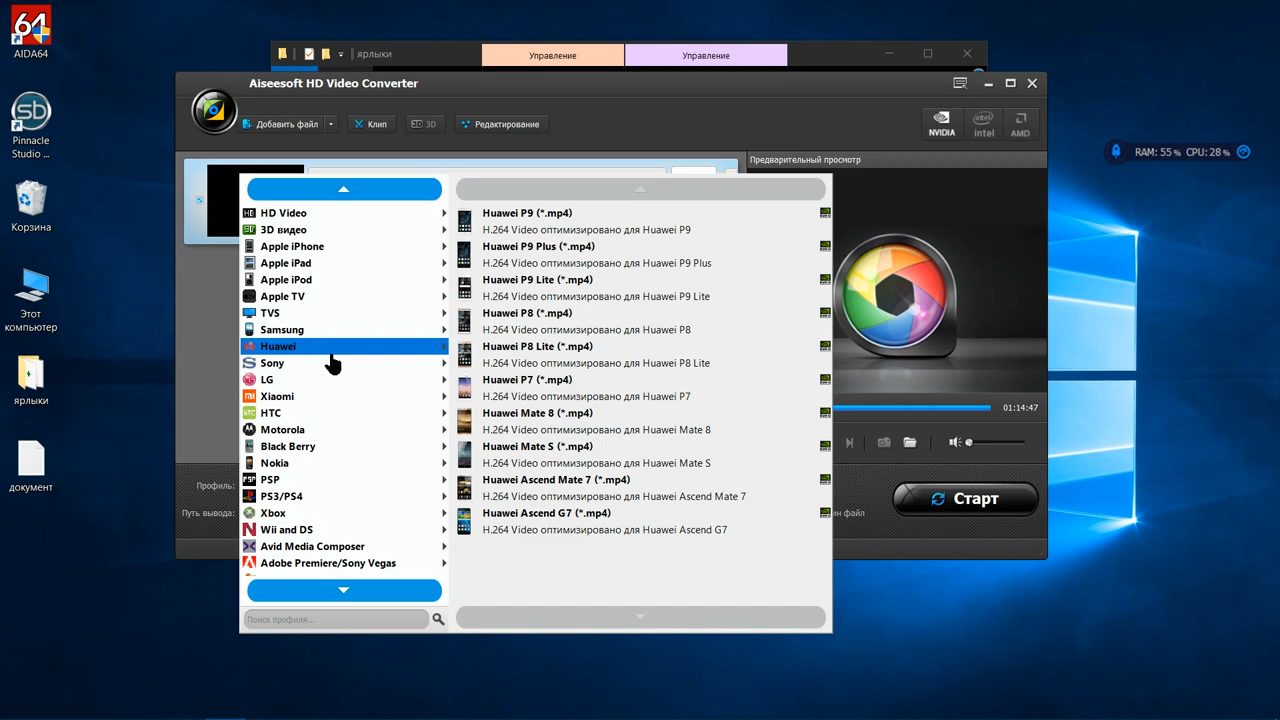 64
AIDA64
Pinnacle
Studio ...
Корзина
Этот
компьютер
ярлыки
документ
ярлыки
Управление
Управление
Aiseesoft HD Video Converter
Добавить файл
Клип
3D
Редактирование
NVIDIA
intel
AMD
RAM: 55% CPU: 28%
Предварительный просмотр
HD Video
3D видео
Apple iPhone
Apple iPad
Apple iPod
Apple TV
TVS
Samsung
Huawei
Sony
LG
Xiaomi
HTC
Motorola
Black Berry
Nokia
PSP
PS3/PS4
Xbox
Wii and DS
Avid Media Composer
Adobe Premiere/Sony Vegas
Поиск профиля...
Huawei P9 (*.mp4)
H.264 Video оптимизировано для Huawei P9
Huawei P9 Plus (*.mp4)
H.264 Video оптимизировано для Huawei P9 Plus
Huawei P9 Lite (*.mp4)
H.264 Video оптимизировано для Huawei P9 Lite
Huawei P8 (*.mp4)
H.264 Video оптимизировано для Huawei P8
Huawei P8 Lite (*.mp4)
H.264 Video оптимизировано для Huawei P8 Lite
Huawei P7 (*.mp4)
H.264 Video оптимизировано для Huawei P7
Huawei Mate 8 (*.mp4)
H.264 Video оптимизировано для Huawei Mate 8
Huawei Mate S (*.mp4)
H.264 Video оптимизировано для Huawei Mate S
Huawei Ascend Mate 7 (*.mp4)
H.264 Video оптимизировано для Huawei Ascend Mate 7
Huawei Ascend G7 (*.mp4)
H.264 Video оптимизировано для Huawei Ascend G7
01:14:47
Профиль:
Путь вывода:
файл
Старт